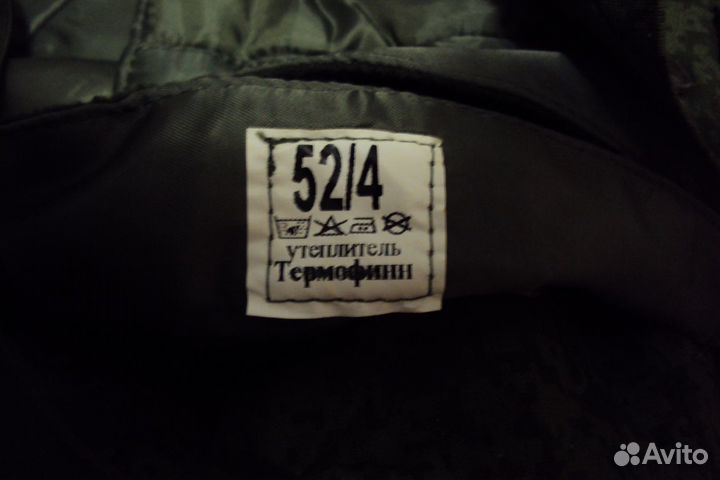 52/4
утеплитель
Термофинн
Avito